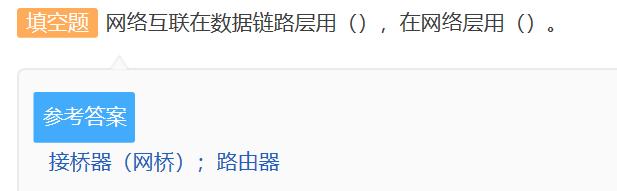 填空题 网络互联在数据链路层用（），在网络层用（）。
参考答案
接桥器（网桥）；路由器